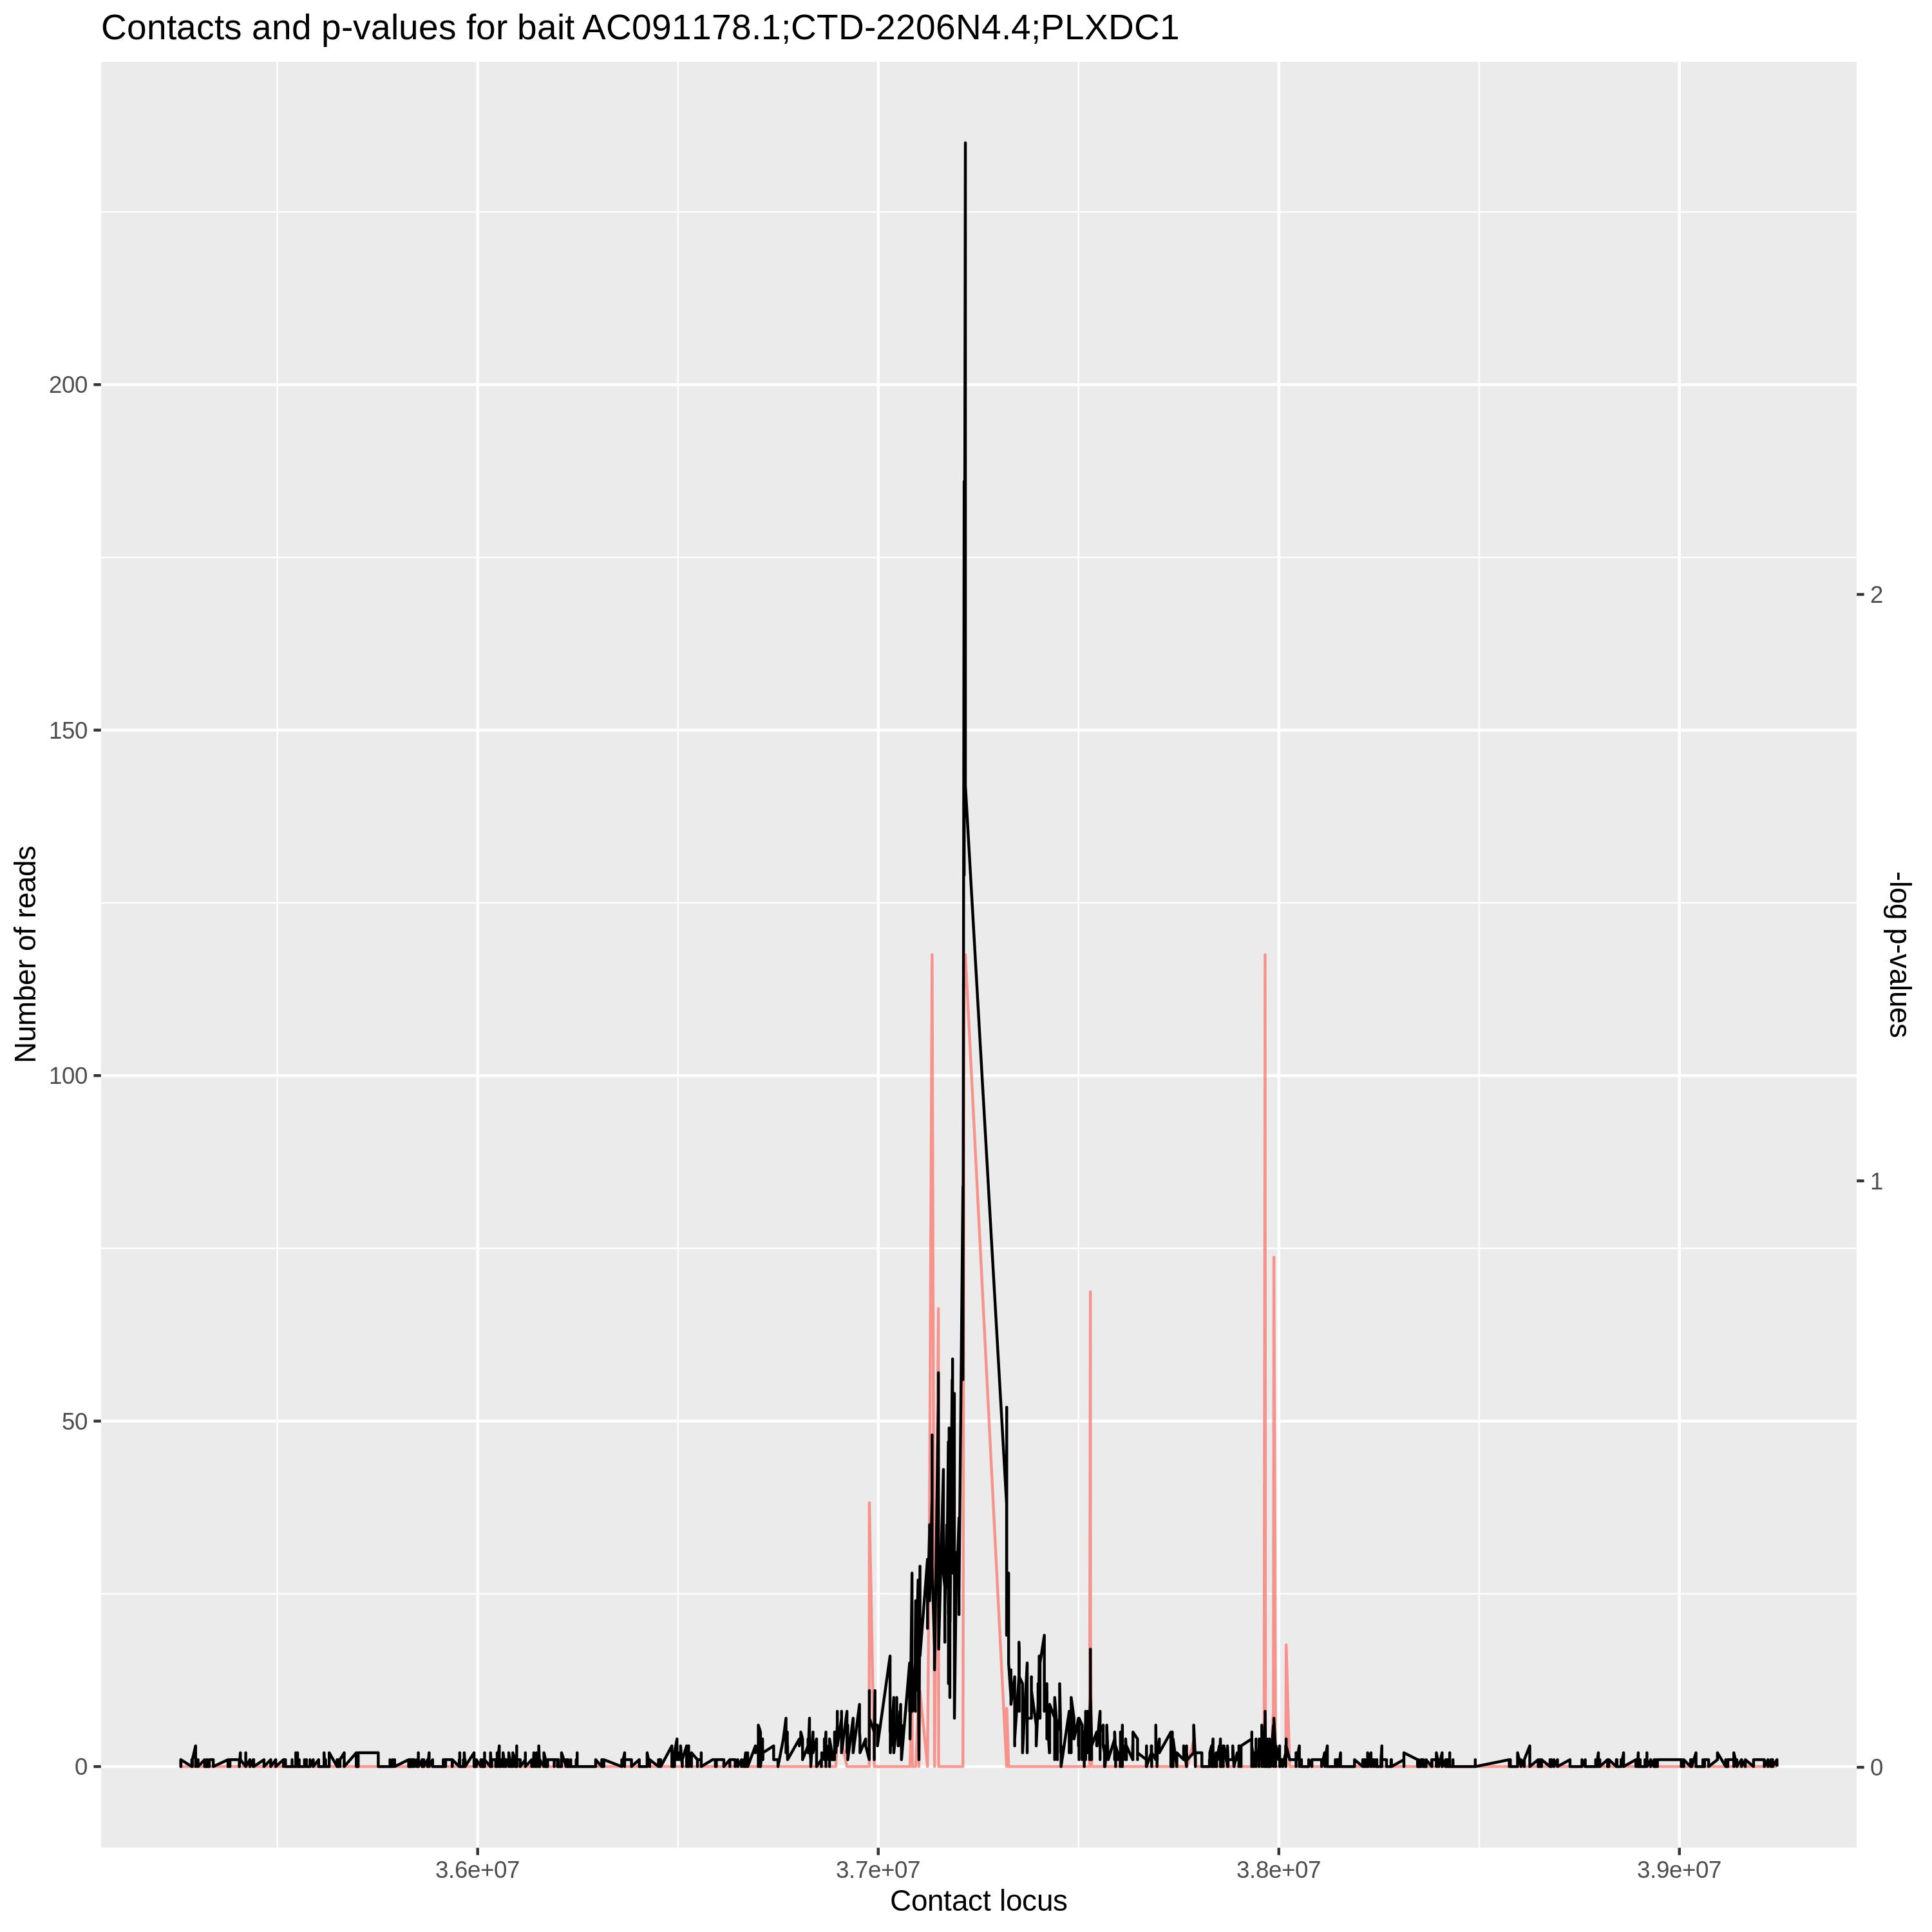 Contacts and p-values for bait AC091178.1;CTD-2206N4.4;PLXDC1
200
150
100
50
0
Number of reads
2
1
0
-log p-values
3.6e+07 3.7e+07 3.8e+07 3.9e+07
Contact locus